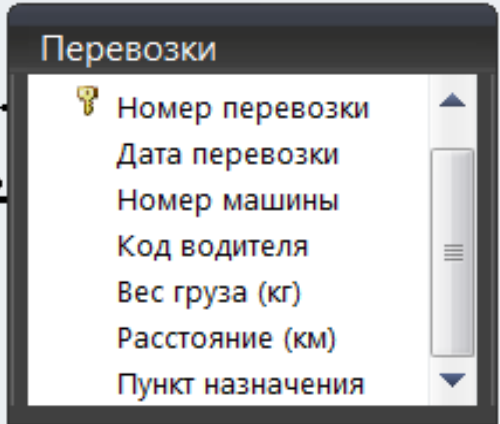 Перевозки
Номер перевозки
Дата перевозки
Номер машины
Код водителя
Вес груза (кг)
Расстояние (км)
Пункт назначения